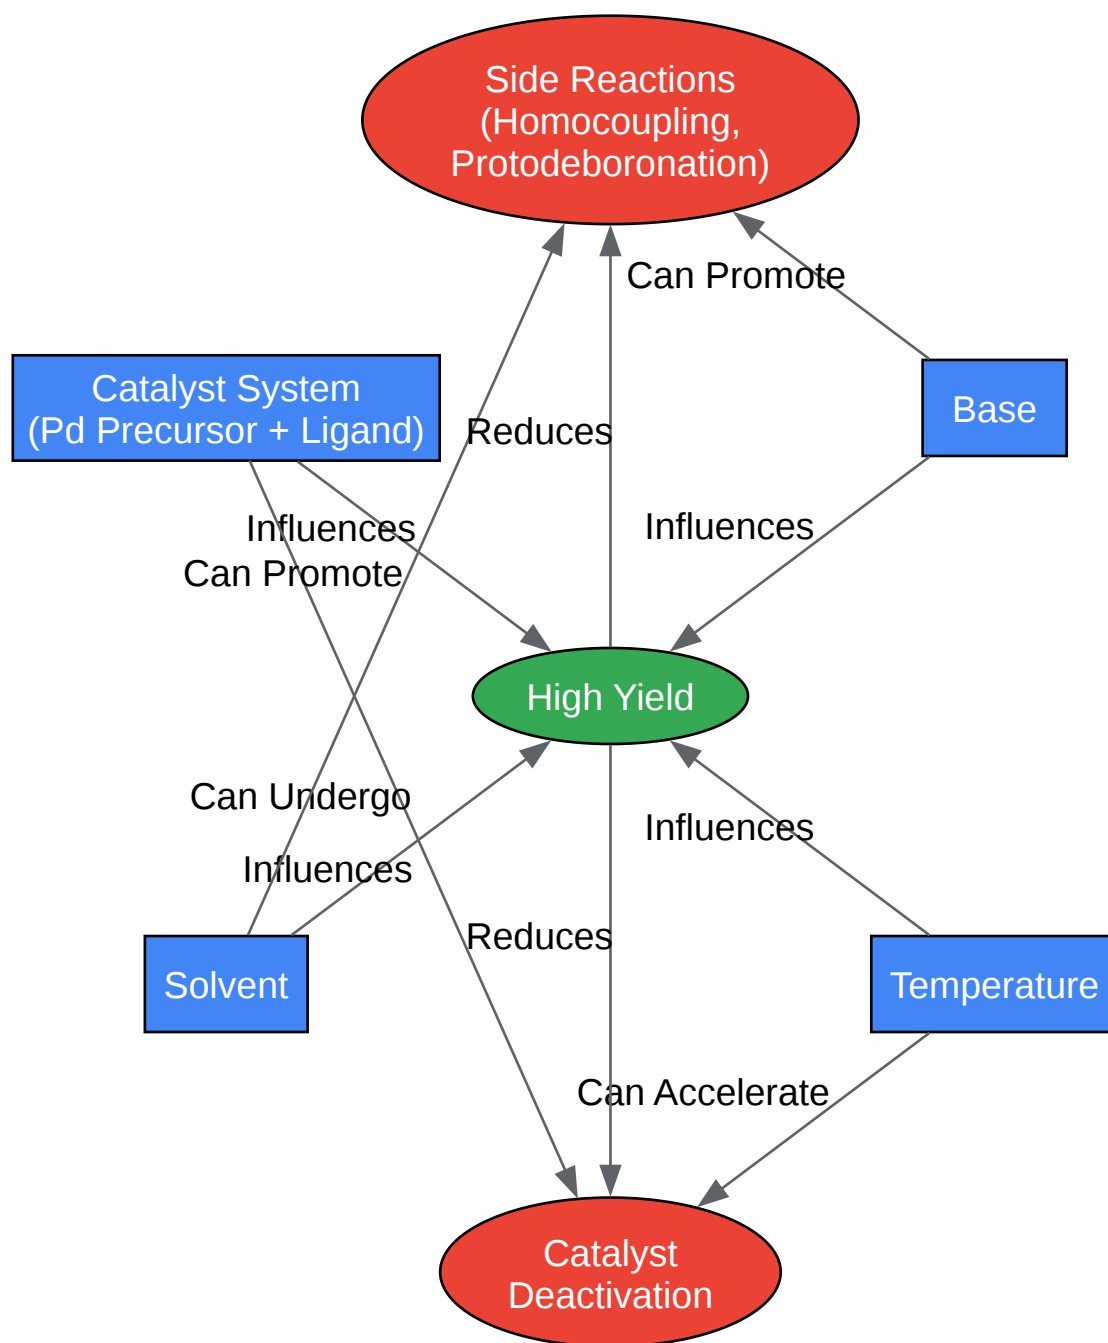 Side Reactions
(Homocoupling,
Protodeboronation)
Can Promote
Catalyst System
(Pd Precursor + Ligand)
Base
Reduces
Influences
Influences
Can Promote
High Yield
Can Undergo
Influences
Influences
Reduces
Solvent
Temperature
Can Accelerate
Catalyst
Deactivation